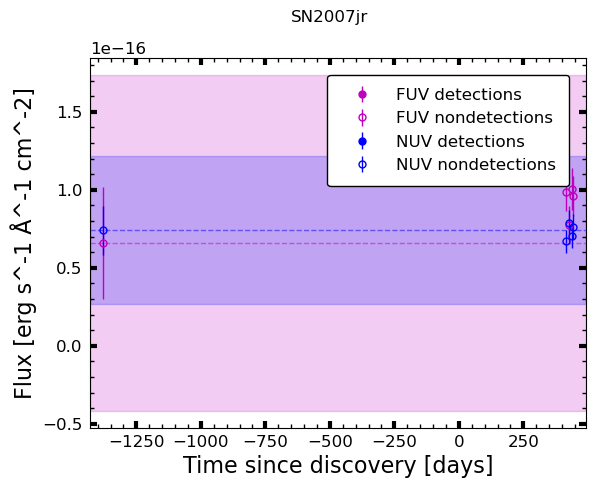 SN2007jr
1e−16
FUV detections
FUV nondetections
NUV detections
NUV nondetections
1.5
1.0
0.5
0.0
−0.5
Flux [erg s^-1 Å^-1 cm^-2]
−1250 −1000 −750 −500 −250 0 250
Time since discovery [days]